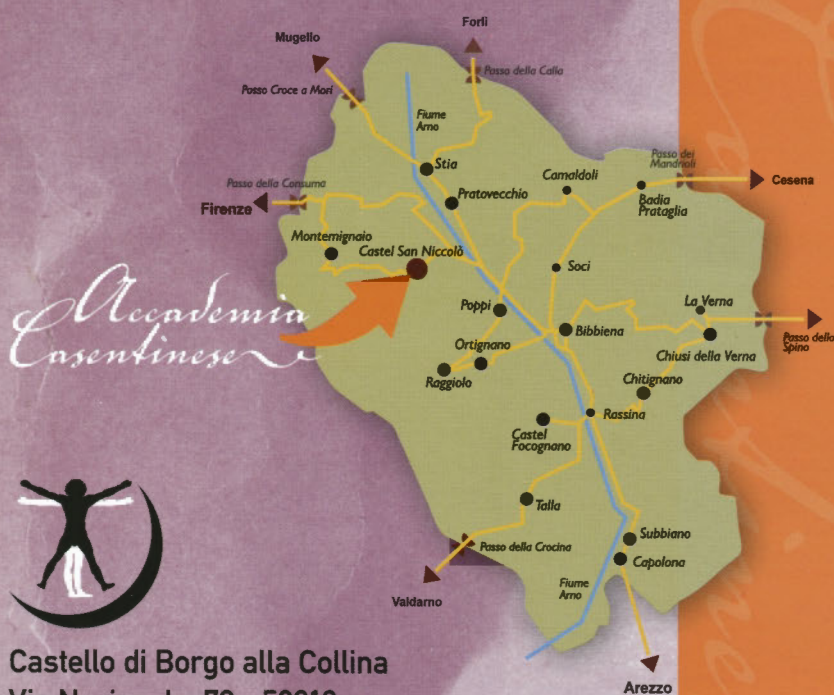 Forlì
Mugello
Passo della Calla
Passo Croce a Mori
Fiume
Arno
Passo dei
Mandrioli
Stia
Camaldoli
Cesena
Passo della Consuma
Pratovecchio
Badia
Prataglia
Firenze
Montemignaio
Castel San Niccolò
Soci
Accademia
Casentinese
La Verna
Poppi
Bibbiena
Passo dello
Spino
Ortignano
Chiusi della Verna
Raggiolo
Chitignano
Rassina
Castel
Focognano
Talla
Subbiano
Passo della Crocina
Capolona
Fiume
Arno
Valdarno
Castello di Borgo alla Collina
Arezzo